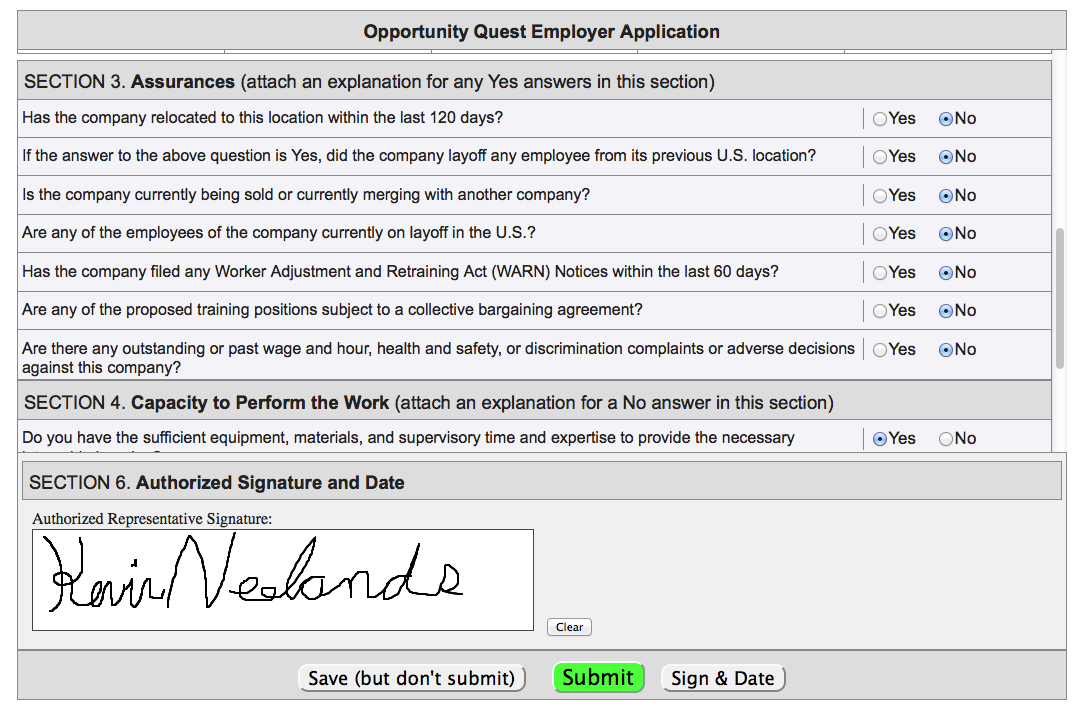 Opportunity Quest Employer Application
SECTION 3. Assurances (attach an explanation for any Yes answers in this section)
Has the company relocated to this location within the last 120 days? Yes No
If the answer to the above question is Yes, did the company layoff any employee from its previous U.S. location? Yes No
Is the company currently being sold or currently merging with another company? Yes No
Are any of the employees of the company currently on layoff in the U.S.? Yes No
Has the company filed any Worker Adjustment and Retraining Act (WARN) Notices within the last 60 days? Yes No
Are any of the proposed training positions subject to a collective bargaining agreement? Yes No
Are there any outstanding or past wage and hour, health and safety, or discrimination complaints or adverse decisions Yes No
against this company?
SECTION 4. Capacity to Perform the Work (attach an explanation for a No answer in this section)
Do you have the sufficient equipment, materials, and supervisory time and expertise to provide the necessary Yes No
SECTION 6. Authorized Signature and Date
Authorized Representative Signature:
Kevin Neelands
Clear
Save (but don't submit) Submit Sign & Date